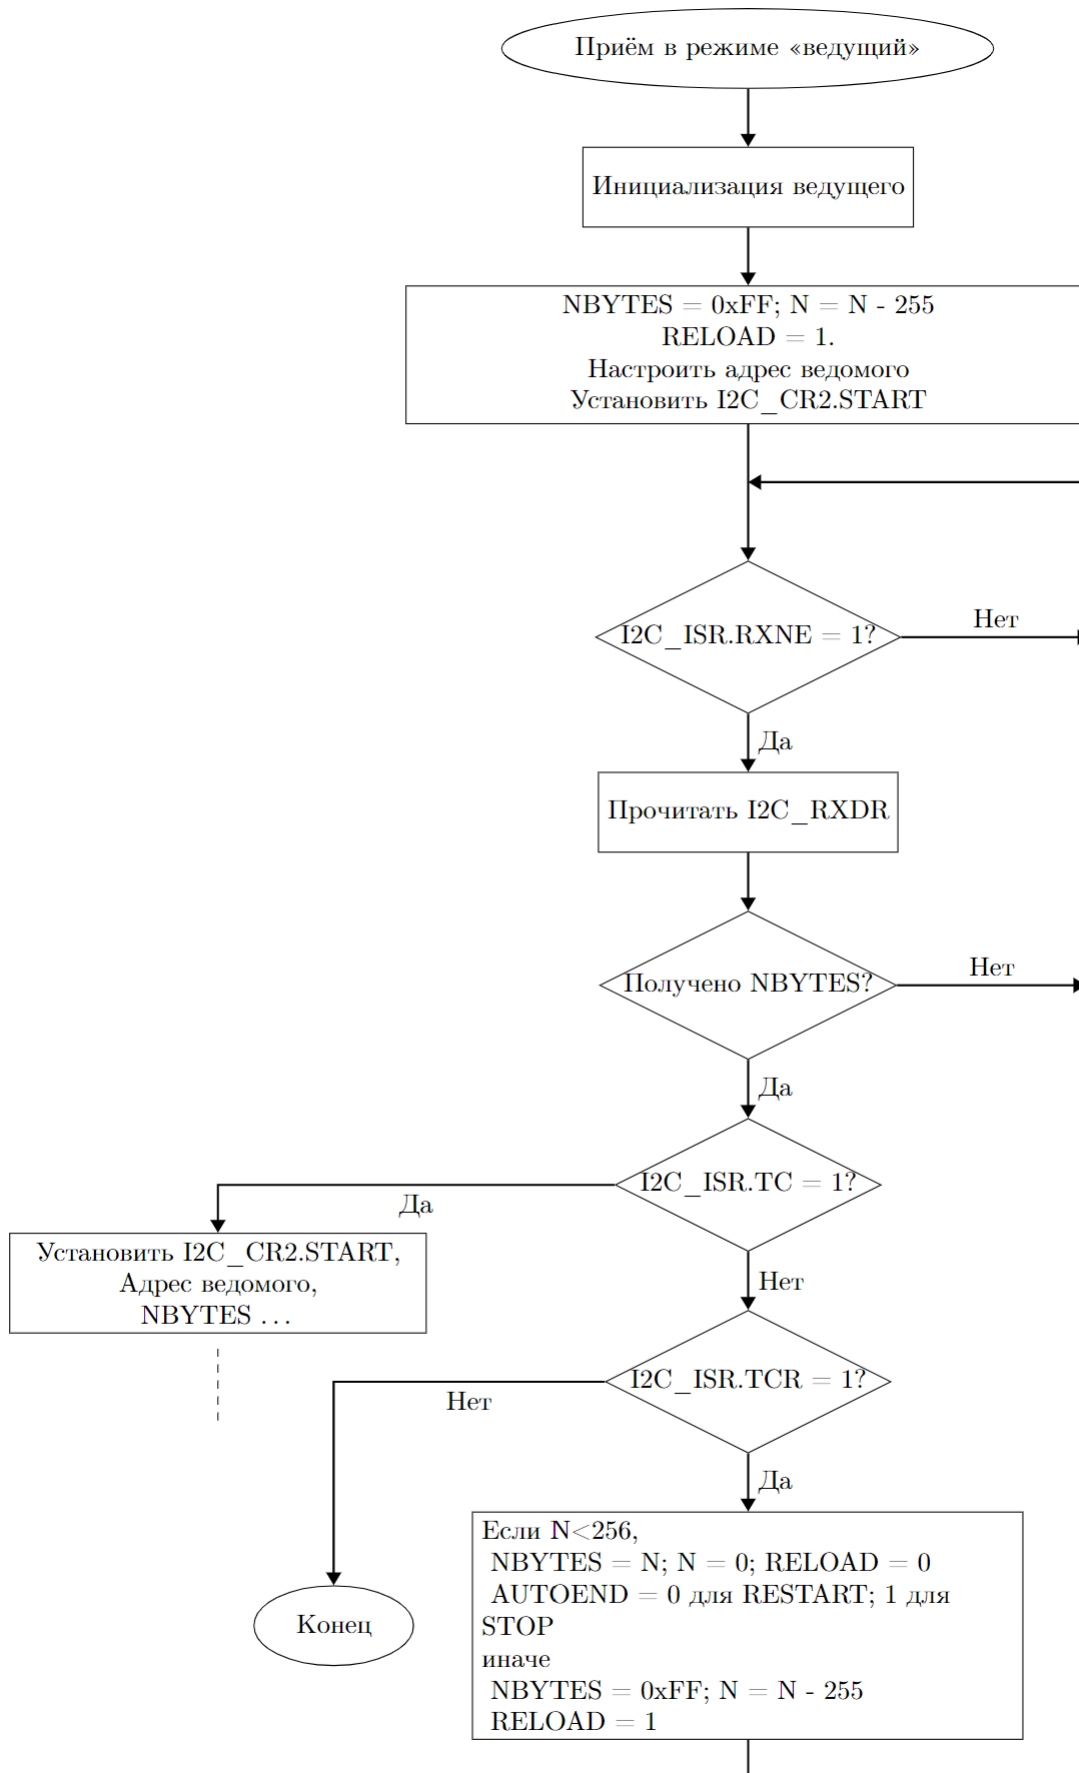 Приём в режиме «ведущий»
Инициализация ведущего
NBYTES = 0xFF; N = N - 255
RELOAD = 1.
Настроить адрес ведомого
Установить I2C_CR2.START
I2C_ISR.RXNE = 1?
Нет
Да
Прочитать I2C_RXDR
Получено NBYTES?
Нет
Да
I2C_ISR.TC = 1?
Да
Установить I2C_CR2.START,
Адрес ведомого,
NBYTES ...
Нет
I2C_ISR.TCR = 1?
Нет
Да
Конец
Если N<256,
NBYTES = N; N = 0; RELOAD = 0
AUTOEND = 0 для RESTART; 1 для
STOP
иначе
NBYTES = 0xFF; N = N - 255
RELOAD = 1